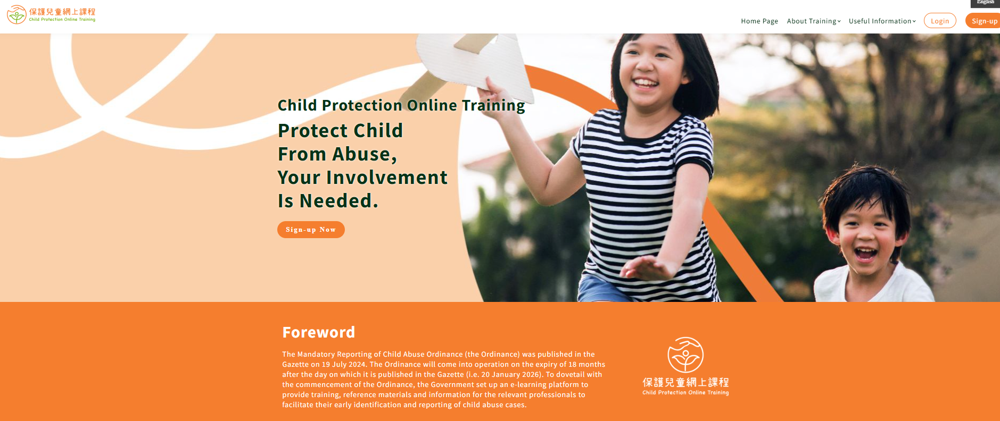 保護兒童網上課程
Child Protection Online Training
English
Home Page
About Training
Useful Information
Login
Sign-up
Child Protection Online Training
Protect Child
From Abuse,
Your Involvement
Is Needed.
Sign-up Now
Foreword
The Mandatory Reporting of Child Abuse Ordinance (the Ordinance) was published in the
Gazette on 19 July 2024. The Ordinance will come into operation on the expiry of 18 months
after the day on which it is published in the Gazette (i.e. 20 January 2026). To dovetail with
the commencement of the Ordinance, the Government set up an e-learning platform to
provide training, reference materials and information for the relevant professionals to
facilitate their early identification and reporting of child abuse cases.
保護兒童網上課程
Child Protection Online Training